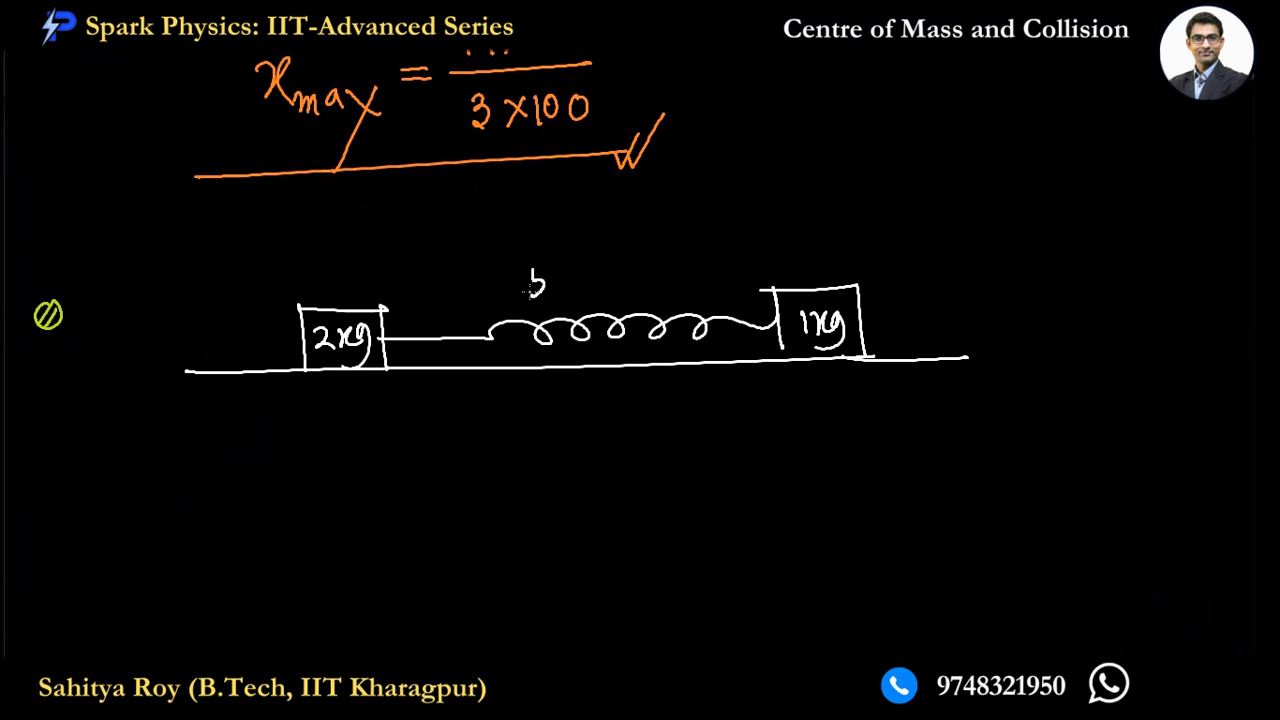 Spark Physics: IIT-Advanced Series
Centre of Mass and Collision
x max =
3 × 100
2kg
1kg
Sahitya Roy (B.Tech, IIT Kharagpur)
9748321950